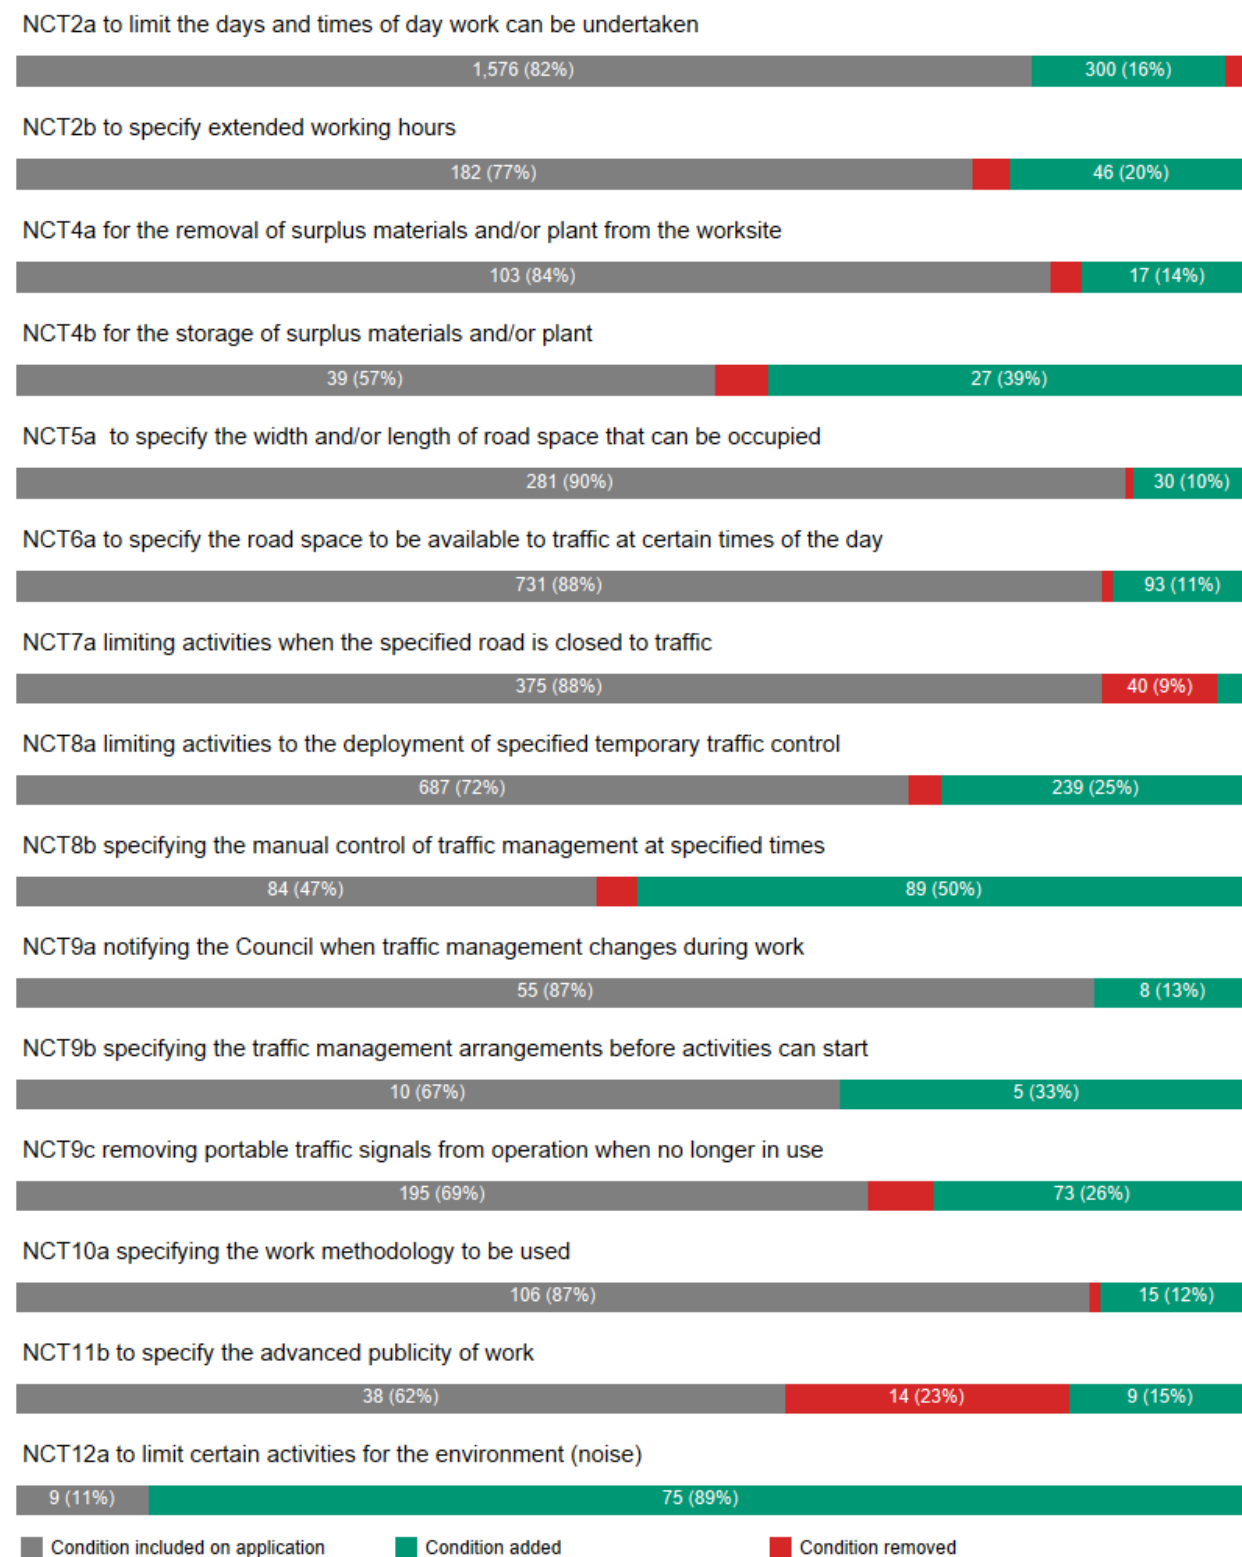 NCT2a to limit the days and times of day work can be undertaken
1,576 (82%) 300 (16%)
NCT2b to specify extended working hours
182 (77%) 46 (20%)
NCT4a for the removal of surplus materials and/or plant from the worksite
103 (84%) 17 (14%)
NCT4b for the storage of surplus materials and/or plant
39 (57%) 27 (39%)
NCT5a to specify the width and/or length of road space that can be occupied
281 (90%) 30 (10%)
NCT6a to specify the road space to be available to traffic at certain times of the day
731 (88%) 93 (11%)
NCT7a limiting activities when the specified road is closed to traffic
375 (88%) 40 (9%)
NCT8a limiting activities to the deployment of specified temporary traffic control
687 (72%) 239 (25%)
NCT8b specifying the manual control of traffic management at specified times
84 (47%) 89 (50%)
NCT9a notifying the Council when traffic management changes during work
55 (87%) 8 (13%)
NCT9b specifying the traffic management arrangements before activities can start
10 (67%) 5 (33%)
NCT9c removing portable traffic signals from operation when no longer in use
195 (69%) 73 (26%)
NCT10a specifying the work methodology to be used
106 (87%) 15 (12%)
NCT11b to specify the advanced publicity of work
38 (62%) 14 (23%) 9 (15%)
NCT12a to limit certain activities for the environment (noise)
9 (11%) 75 (89%)
Condition included on application Condition added Condition removed